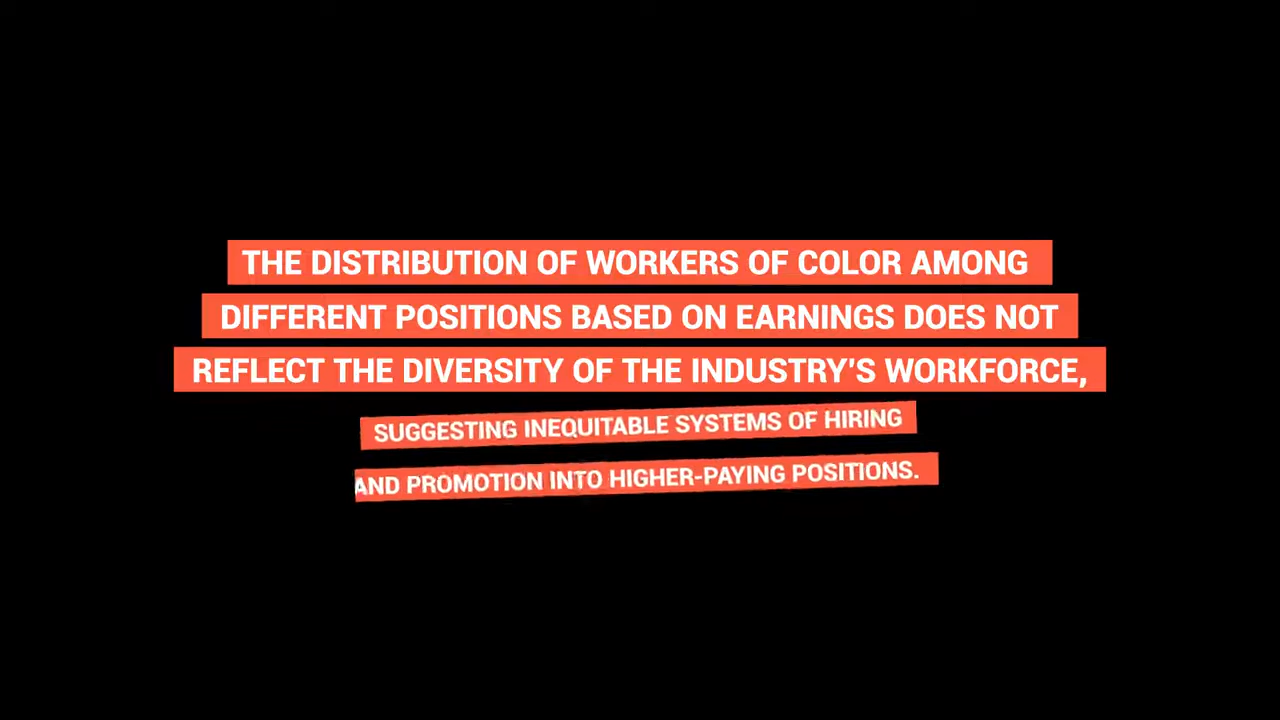 THE DISTRIBUTION OF WORKERS OF COLOR AMONG
DIFFERENT POSITIONS BASED ON EARNINGS DOES NOT
REFLECT THE DIVERSITY OF THE INDUSTRY'S WORKFORCE,
SUGGESTING INEQUITABLE SYSTEMS OF HIRING
AND PROMOTION INTO HIGHER-PAYING POSITIONS.